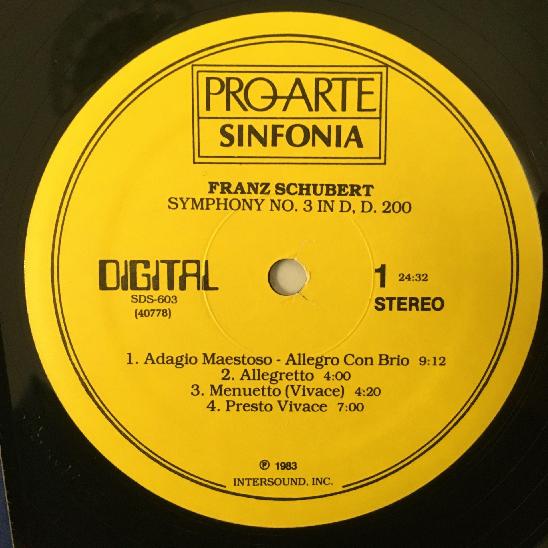 PRO-ARTE
SINFONIA
FRANZ SCHUBERT
SYMPHONY NO. 3 IN D, D. 200
DIGITAL
SDS-603
(40778)
1 24:32
STEREO
1. Adagio Maestoso - Allegro Con Brio 9:12
2. Allegretto 4:00
3. Menuetto (Vivace) 4:20
4. Presto Vivace 7:00
℗ 1983
INTERSOUND, INC.